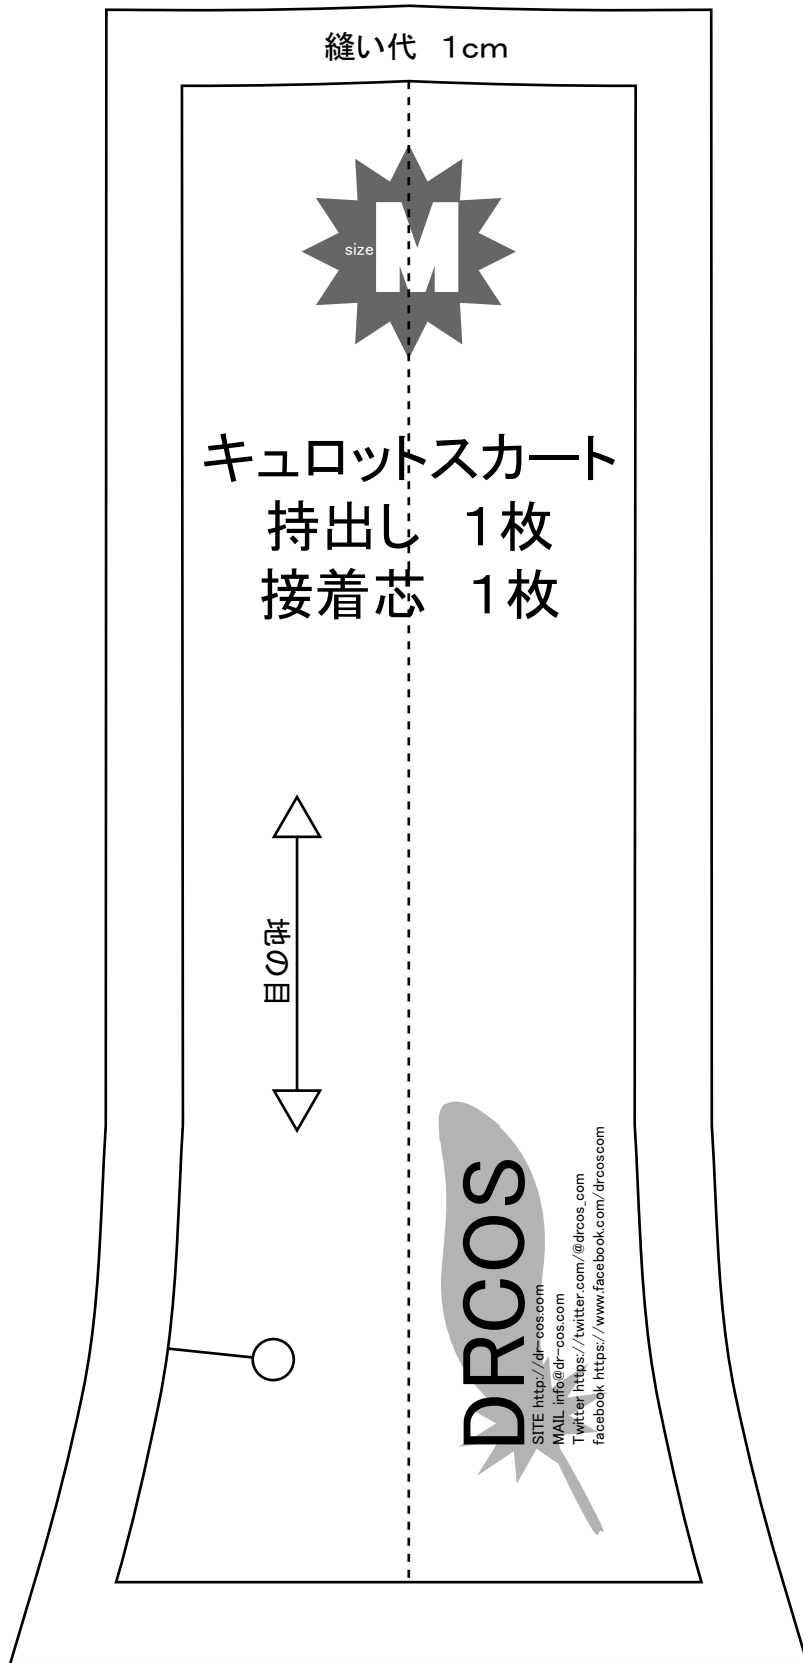 縫い代　1cm
size M
キュロットスカート
持出し　1枚
接着芯　1枚
地の目
DRCOS
SITE http://dr-cos.com
MAIL info@dr-cos.com
Twitter https://twitter.com/@drcos_com
facebook https://www.facebook.com/drcoscom